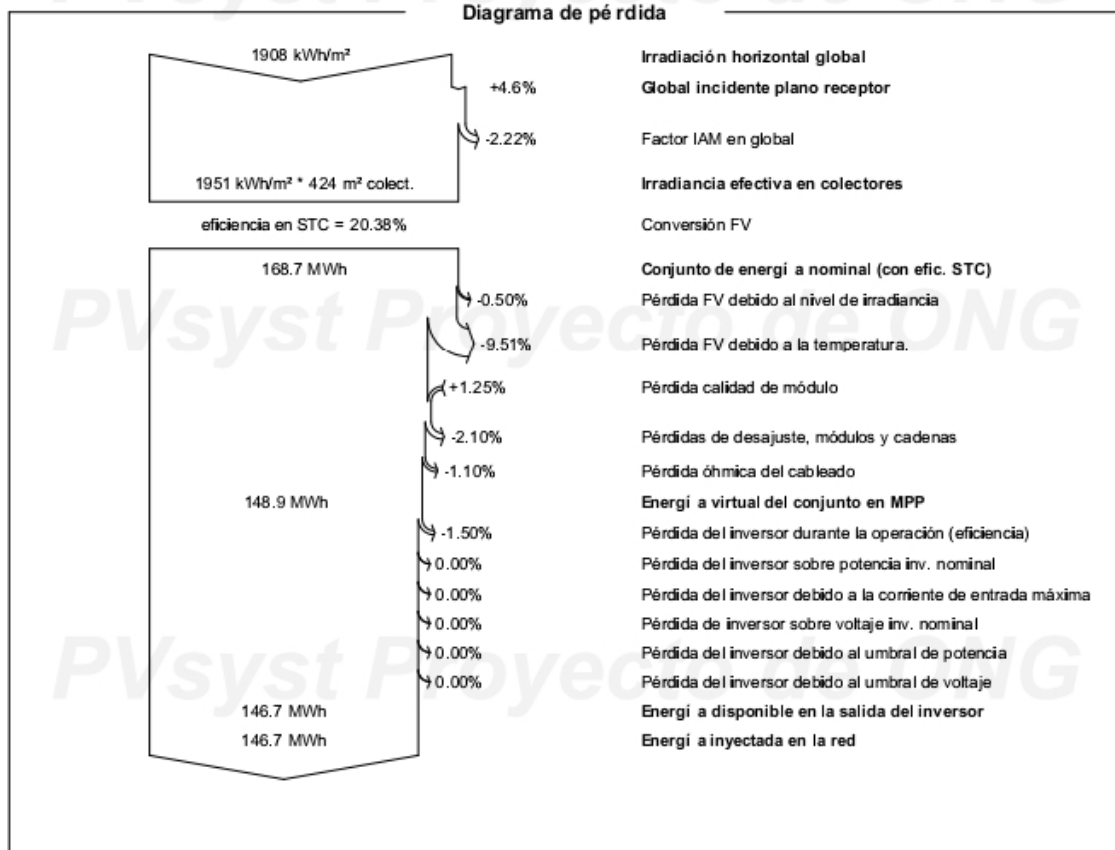 PVsyst Proyecto de ONG
Diagrama de pé rdida
1908 kWh/m² Irradiación horizontal global
+4.6% Global incidente plano receptor
-2.22% Factor IAM en global
1951 kWh/m² * 424 m² colect. Irradiancia efectiva en colectores
eficiencia en STC = 20.38% Conversión FV
168.7 MWh Conjunto de energí a nominal (con efic. STC)
-0.50% Pérdida FV debido al nivel de irradiancia
PVsyst Proyecto de ONG
-9.51% Pérdida FV debido a la temperatura.
+1.25% Pérdida calidad de módulo
-2.10% Pérdidas de desajuste, módulos y cadenas
-1.10% Pérdida óhmica del cableado
148.9 MWh Energí a virtual del conjunto en MPP
-1.50% Pérdida del inversor durante la operación (eficiencia)
0.00% Pérdida del inversor sobre potencia inv. nominal
0.00% Pérdida del inversor debido a la corriente de entrada máxima
0.00% Pérdida de inversor sobre voltaje inv. nominal
0.00% Pérdida del inversor debido al umbral de potencia
PVsyst Proyecto de ONG
0.00% Pérdida del inversor debido al umbral de voltaje
146.7 MWh Energí a disponible en la salida del inversor
146.7 MWh Energí a inyectada en la red